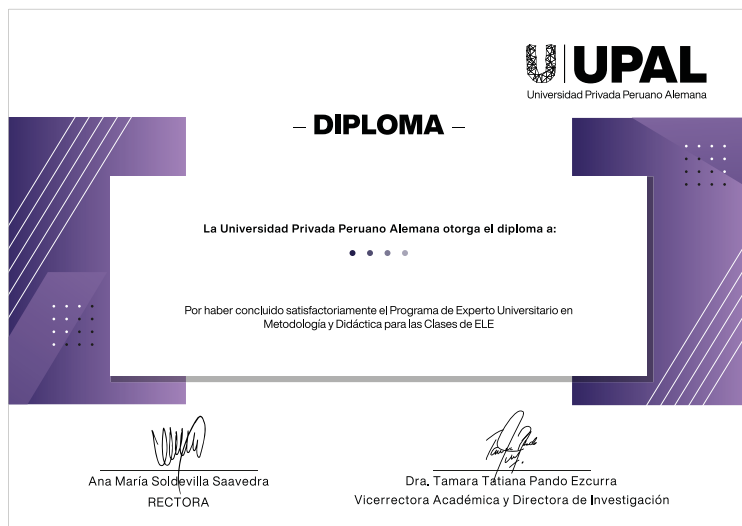 UPAL
Universidad Privada Peruano Alemana
– DIPLOMA –
La Universidad Privada Peruano Alemana otorga el diploma a:
Por haber concluido satisfactoriamente el Programa de Experto Universitario en
Metodología y Didáctica para las Clases de ELE
Ana María Soldevilla Saavedra
RECTORA
Dra. Tamara Tatiana Pando Ezcurra
Vicerrectora Académica y Directora de Investigación